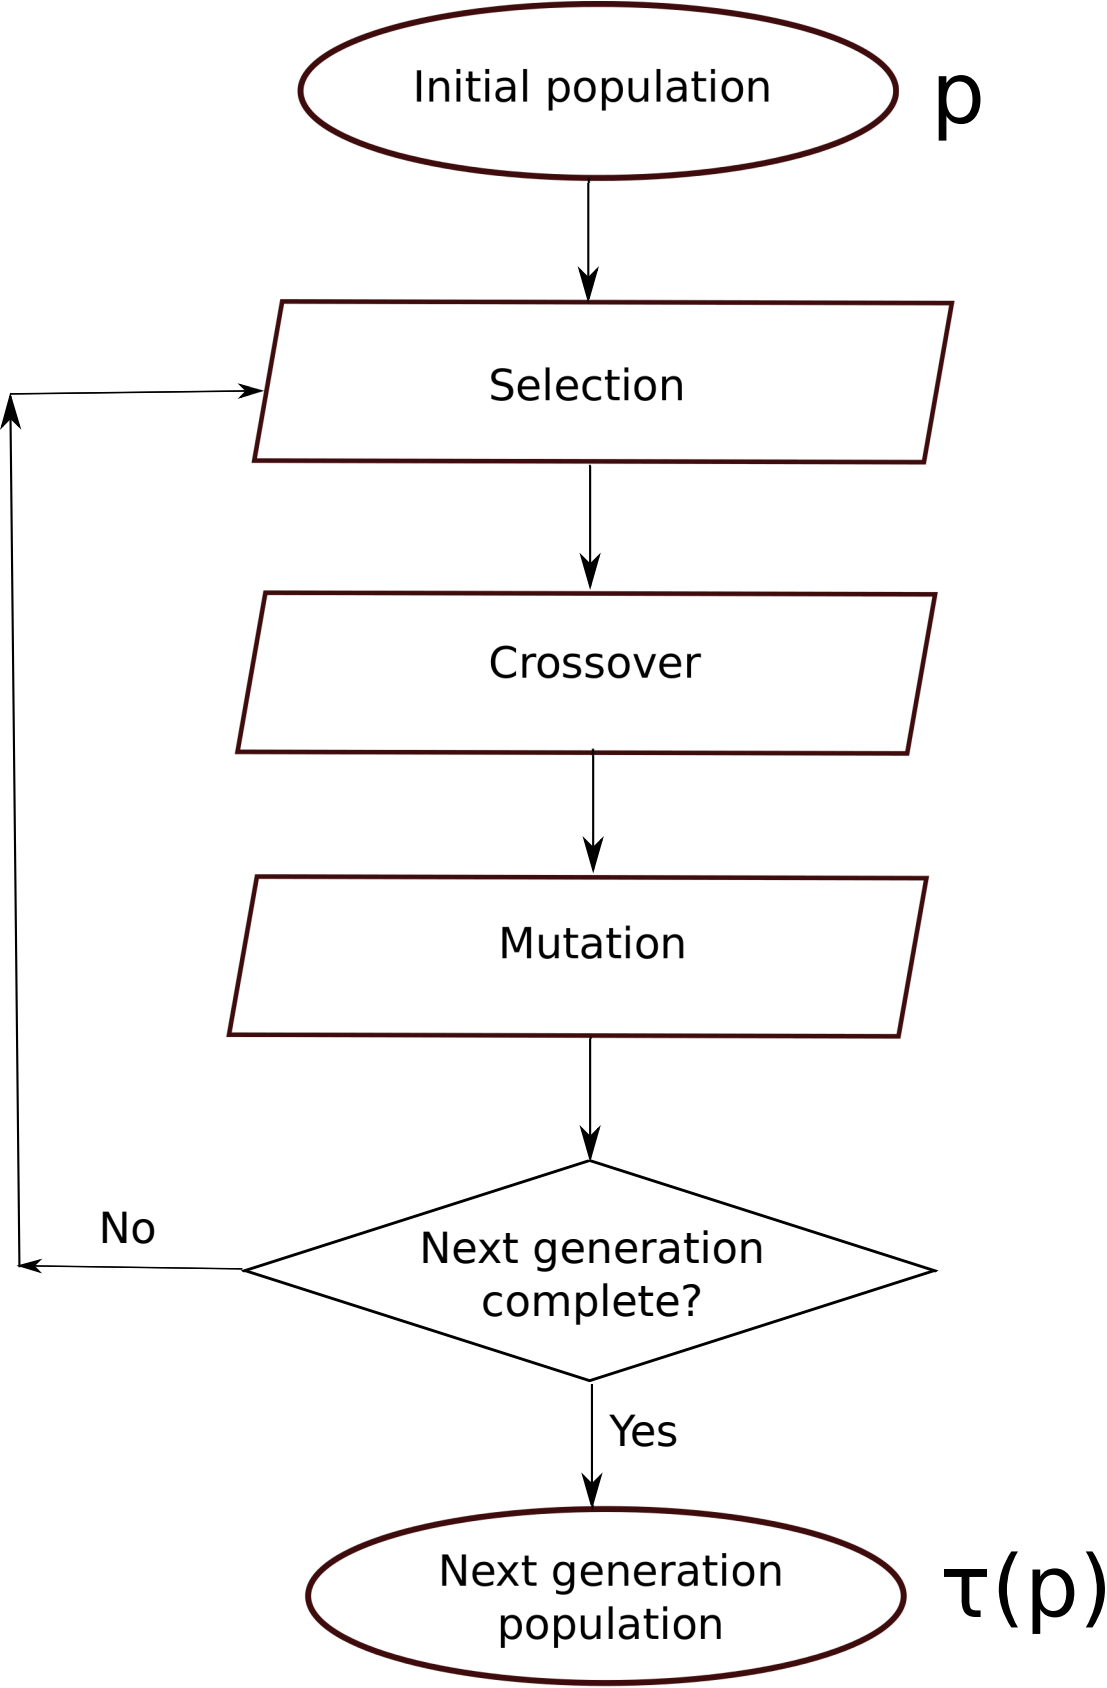 Initial population
p
Selection
Crossover
Mutation
No
Next generation
complete?
Yes
Next generation
population
τ(p)